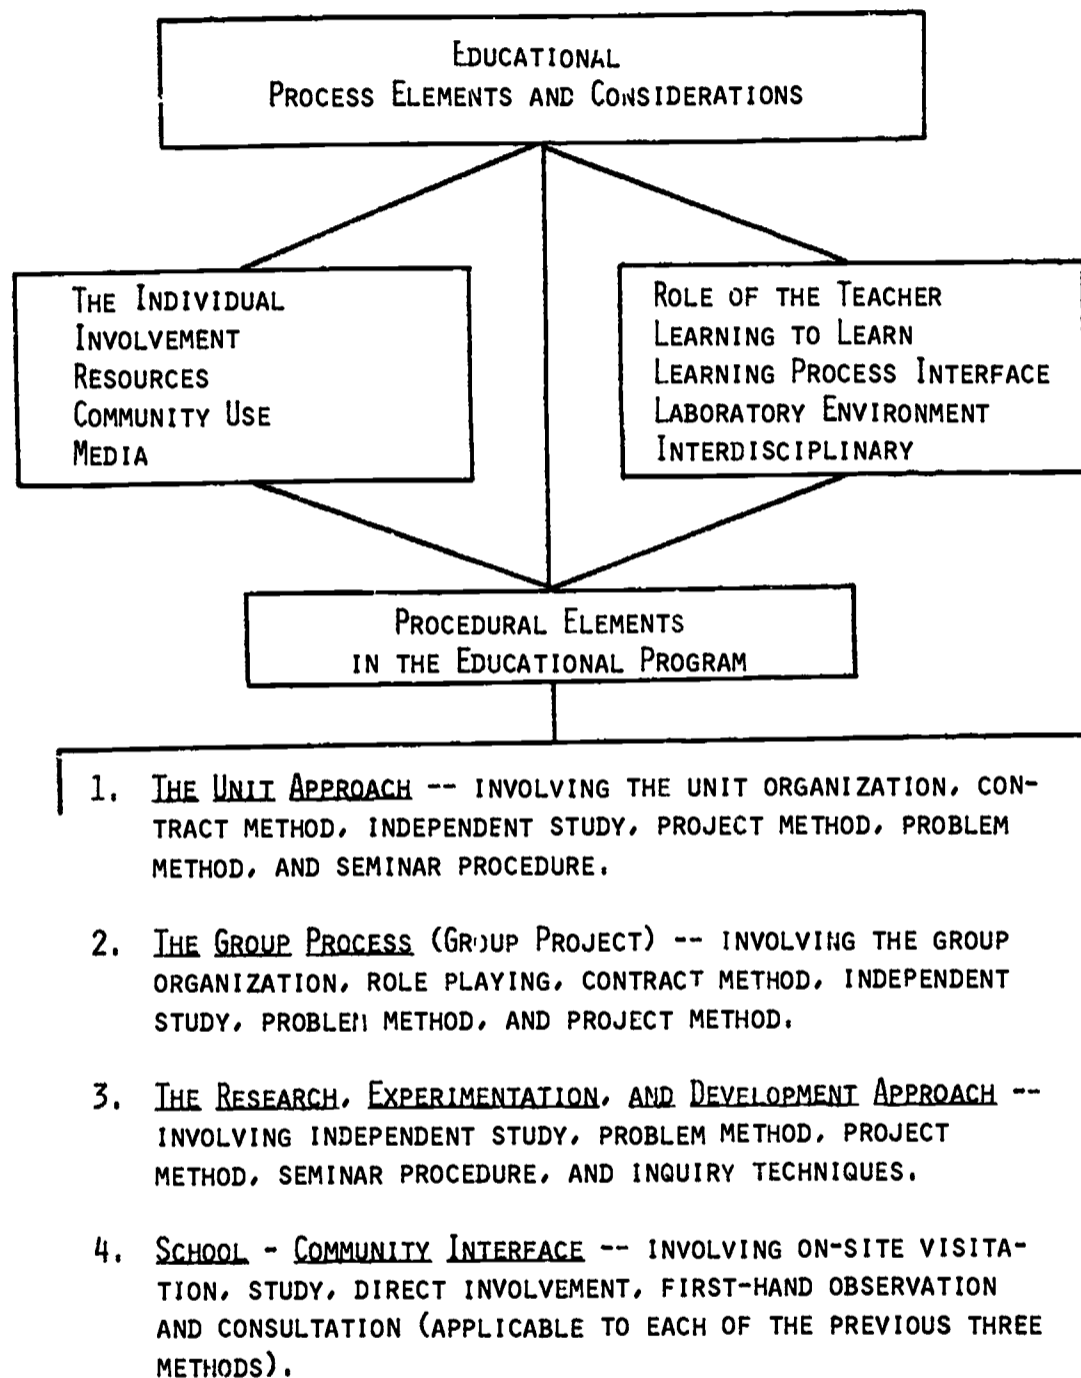 EDUCATIONAL
PROCESS ELEMENTS AND CONSIDERATIONS
THE INDIVIDUAL
INVOLVEMENT
RESOURCES
COMMUNITY USE
MEDIA
ROLE OF THE TEACHER
LEARNING TO LEARN
LEARNING PROCESS INTERFACE
LABORATORY ENVIRONMENT
INTERDISCIPLINARY
PROCEDURAL ELEMENTS
IN THE EDUCATIONAL PROGRAM
1. THE UNIT APPROACH -- INVOLVING THE UNIT ORGANIZATION, CON-
TRACT METHOD, INDEPENDENT STUDY, PROJECT METHOD, PROBLEM
METHOD, AND SEMINAR PROCEDURE.
2. THE GROUP PROCESS (GROUP PROJECT) -- INVOLVING THE GROUP
ORGANIZATION, ROLE PLAYING, CONTRACT METHOD, INDEPENDENT
STUDY, PROBLEM METHOD, AND PROJECT METHOD.
3. THE RESEARCH, EXPERIMENTATION, AND DEVELOPMENT APPROACH --
INVOLVING INDEPENDENT STUDY, PROBLEM METHOD, PROJECT
METHOD, SEMINAR PROCEDURE, AND INQUIRY TECHNIQUES.
4. SCHOOL - COMMUNITY INTERFACE -- INVOLVING ON-SITE VISITA-
TION, STUDY, DIRECT INVOLVEMENT, FIRST-HAND OBSERVATION
AND CONSULTATION (APPLICABLE TO EACH OF THE PREVIOUS THREE
METHODS).